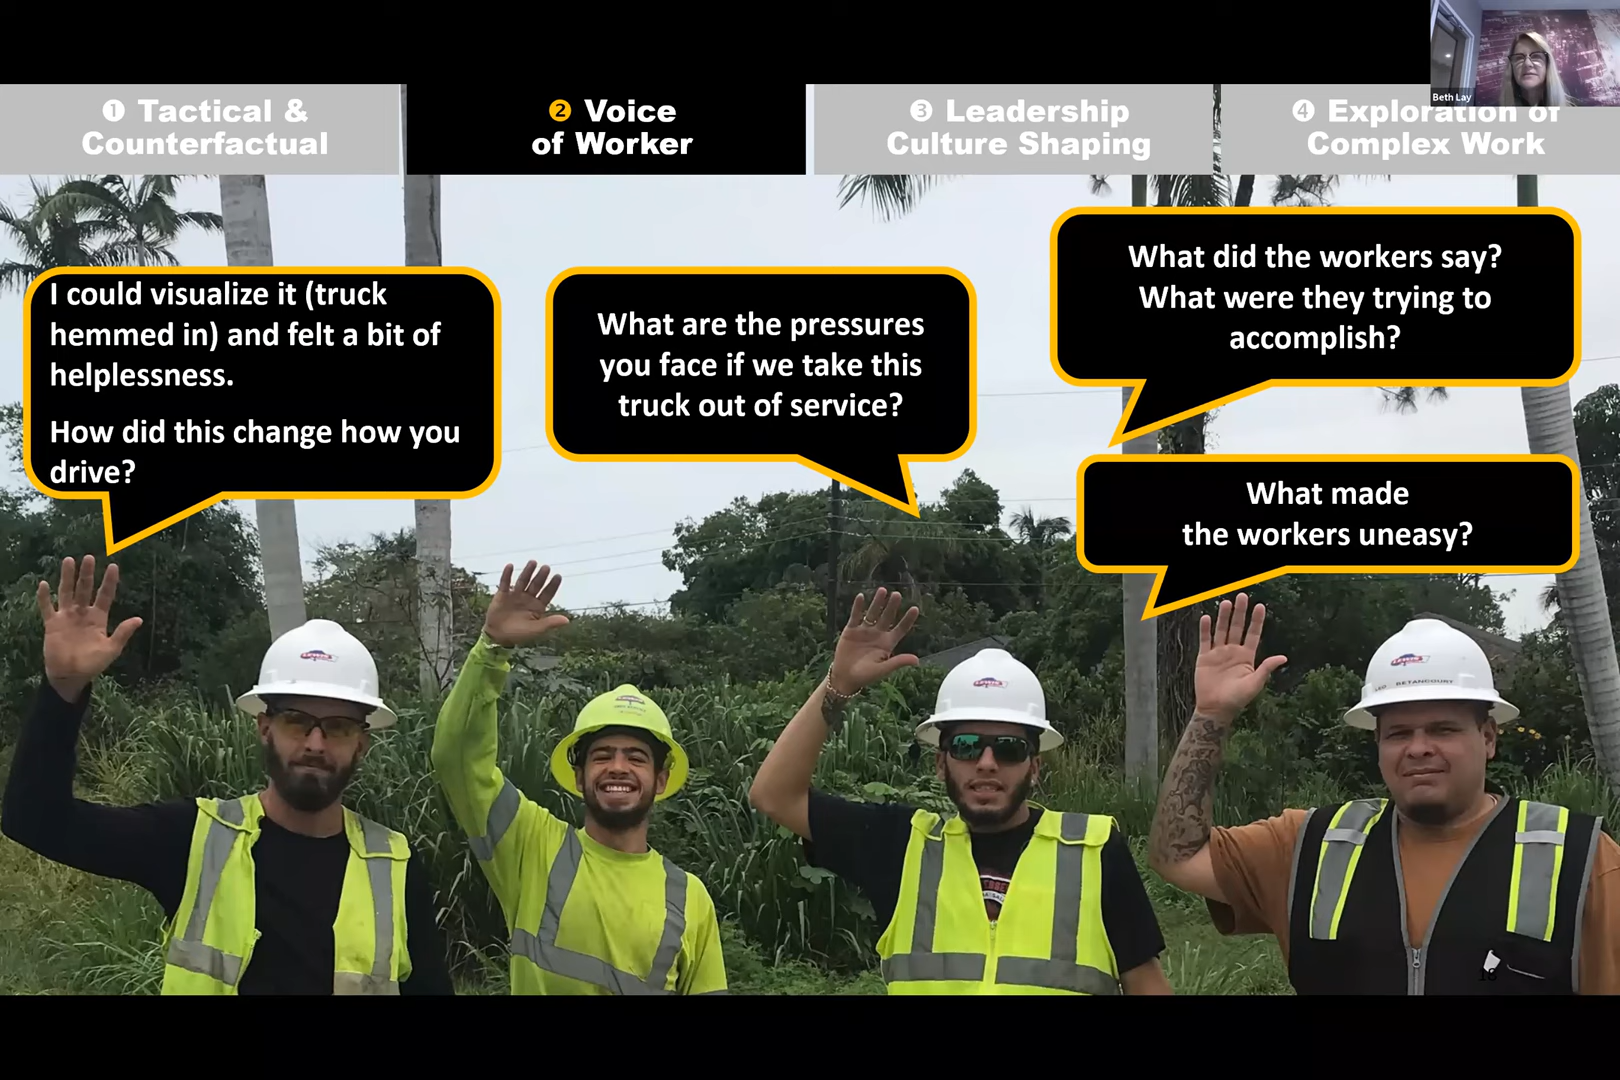 Beth Lay
❶ Tactical &
Counterfactual
❷ Voice
of Worker
❸ Leadership
Culture Shaping
❹ Exploration of
Complex Work
I could visualize it (truck
hemmed in) and felt a bit of
helplessness.
How did this change how you
drive?
What are the pressures
you face if we take this
truck out of service?
What did the workers say?
What were they trying to
accomplish?
What made
the workers uneasy?
LEO BETANCOURT